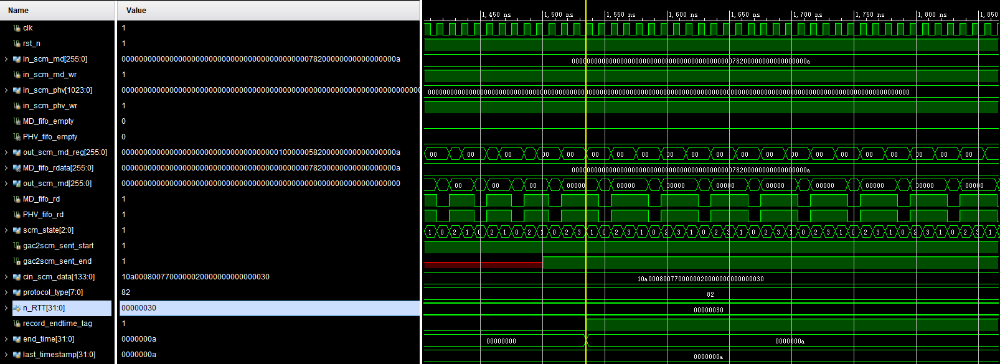 Name Value
1,450 ns 1,500 ns 1,550 ns 1,600 ns 1,650 ns 1,700 ns 1,750 ns 1,800 ns 1,850
clk 1
rst_n 1
in_scm_md[255:0] 000000000000000000000000000000000000000000078200000000000000000a 000000000000000000000000000000000000000000078200000000000000000a
in_scm_md_wr 1
in_scm_phv[1023:0] 00000000000000000000000000000000000000000000000000000000000000000000 000000000000000000000000000000000000000000000000000000000000000000000000000000000000000000000000000000000000000000000000000000000
in_scm_phv_wr 1
MD_fifo_empty 0
PHV_fifo_empty 0
out_scm_md_reg[255:0] 000000000000000000000000000000000000100000058200000000000000000a 00 00 00 00 00 00 00 00 00 00 00 00 00 00 00 00 00 00 00 00 00
MD_fifo_rdata[255:0] 000000000000000000000000000000000000000000078200000000000000000a 000000000000000000000000000000000000000000078200000000000000000a
out_scm_md[255:0] 0000000000000000000000000000000000000000000000000000000000000000 00 00 00 00000 00000 00000 00000 00000 00000 00000 00000 00000
MD_fifo_rd 1
PHV_fifo_rd 1
scm_state[2:0] 1 1 0 2 1 0 2 1 0 2 1 0 2 3 1 0 2 3 1 0 2 3 1 0 2 3 1 0 2 3 1 0 2 3 1 0 2 3 1 0 2 3 1 0 2 3 1
gac2scm_sent_start 1
gac2scm_sent_end 1
cin_scm_data[133:0] 10a0008007700000020000000000000030 10a0008007700000020000000000000030
protocol_type[7:0] 82 82
n_RTT[31:0] 00000030 00000030
record_endtime_tag 1
end_time[31:0] 0000000a 00000000 0000000a
last_timestamp[31:0] 0000000a 0000000a